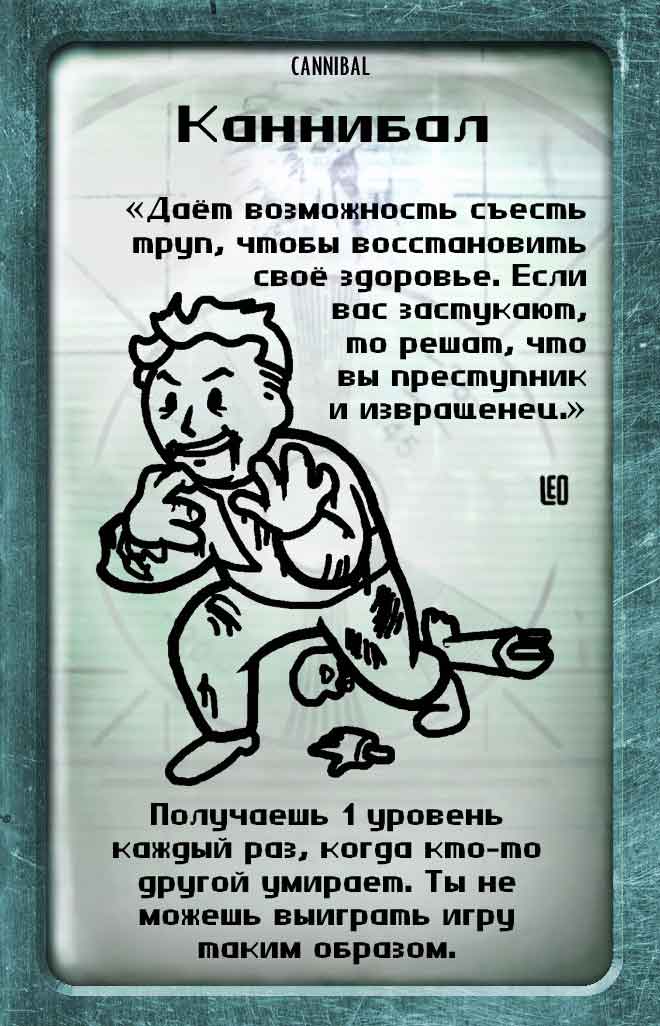 CANNIBAL
Каннибал
«Даёт возможность съесть
труп, чтобы восстановить
своё здоровье. Если
вас застукают,
то решат, что
вы преступник
и извращенец.»
LEO
Получаешь 1 уровень
каждый раз, когда кто-то
другой умирает. Ты не
можешь выиграть игру
таким образом.